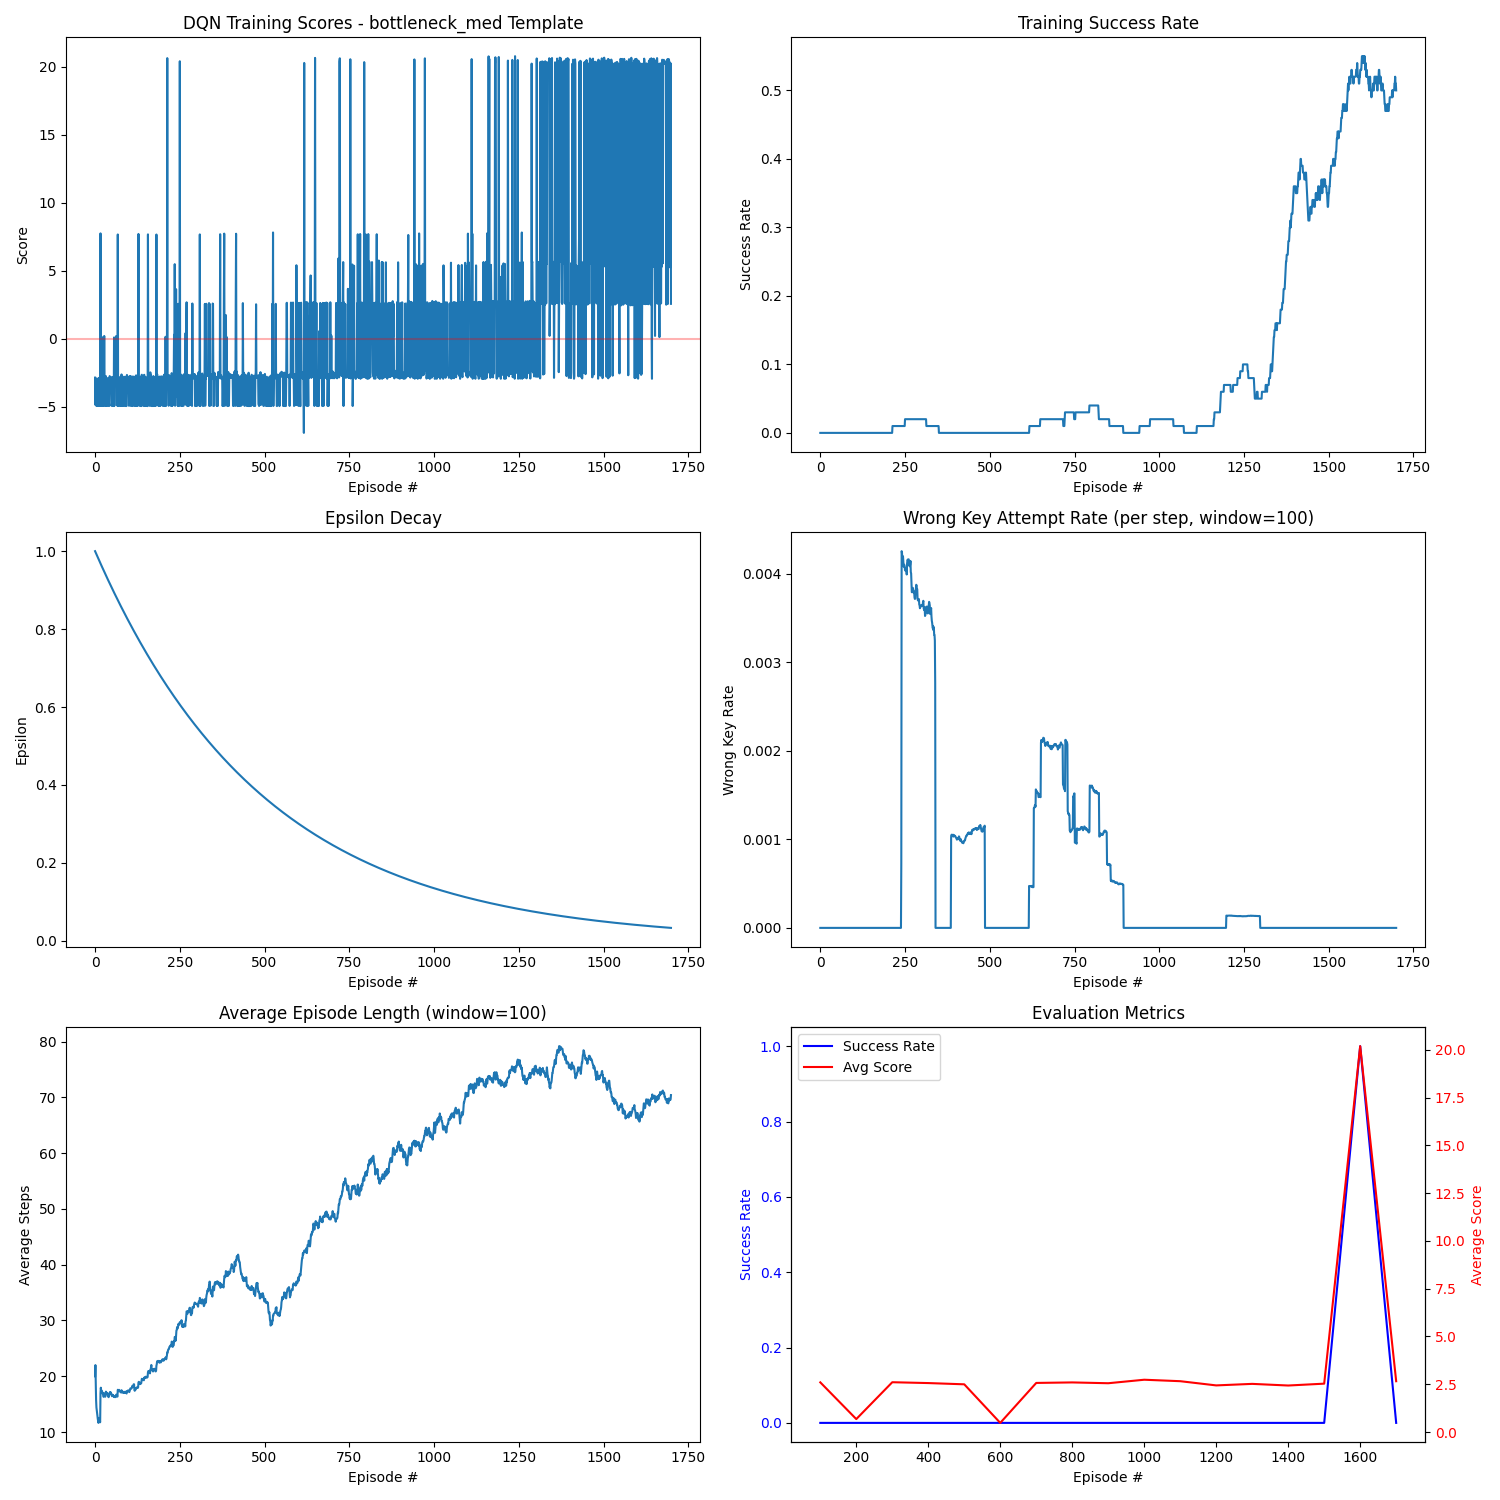 DQN Training Scores - bottleneck_med Template
Score
20
15
10
5
0
−5
0 250 500 750 1000 1250 1500 1750
Episode #
Training Success Rate
Success Rate
0.5
0.4
0.3
0.2
0.1
0.0
0 250 500 750 1000 1250 1500 1750
Episode #
Epsilon Decay
Epsilon
1.0
0.8
0.6
0.4
0.2
0.0
0 250 500 750 1000 1250 1500 1750
Episode #
Wrong Key Attempt Rate (per step, window=100)
Wrong Key Rate
0.004
0.003
0.002
0.001
0.000
0 250 500 750 1000 1250 1500 1750
Episode #
Average Episode Length (window=100)
Average Steps
80
70
60
50
40
30
20
10
0 250 500 750 1000 1250 1500 1750
Episode #
Evaluation Metrics
Success Rate
Avg Score
Success Rate
1.0
0.8
0.6
0.4
0.2
0.0
200 400 600 800 1000 1200 1400 1600
Episode #
20.0
17.5
15.0
12.5
10.0
7.5
5.0
2.5
0.0
Average Score